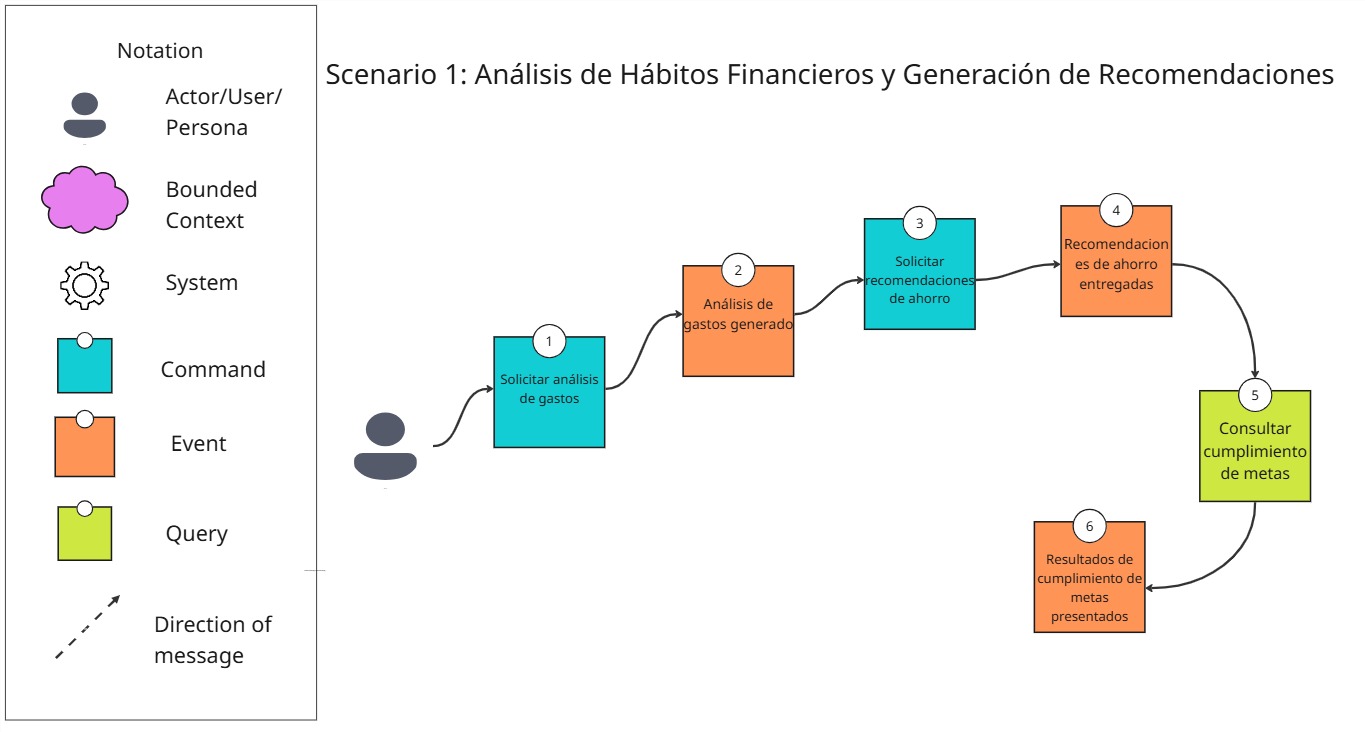 Notation
Actor/User/
Persona
Bounded
Context
System
Command
Event
Query
Direction of
message
Scenario 1: Análisis de Hábitos Financieros y Generación de Recomendaciones
1
Solicitar análisis
de gastos
2
Análisis de
gastos generado
3
Solicitar
recomendaciones
de ahorro
4
Recomendacion
es de ahorro
entregadas
5
Consultar
cumplimiento
de metas
6
Resultados de
cumplimiento de
metas
presentados